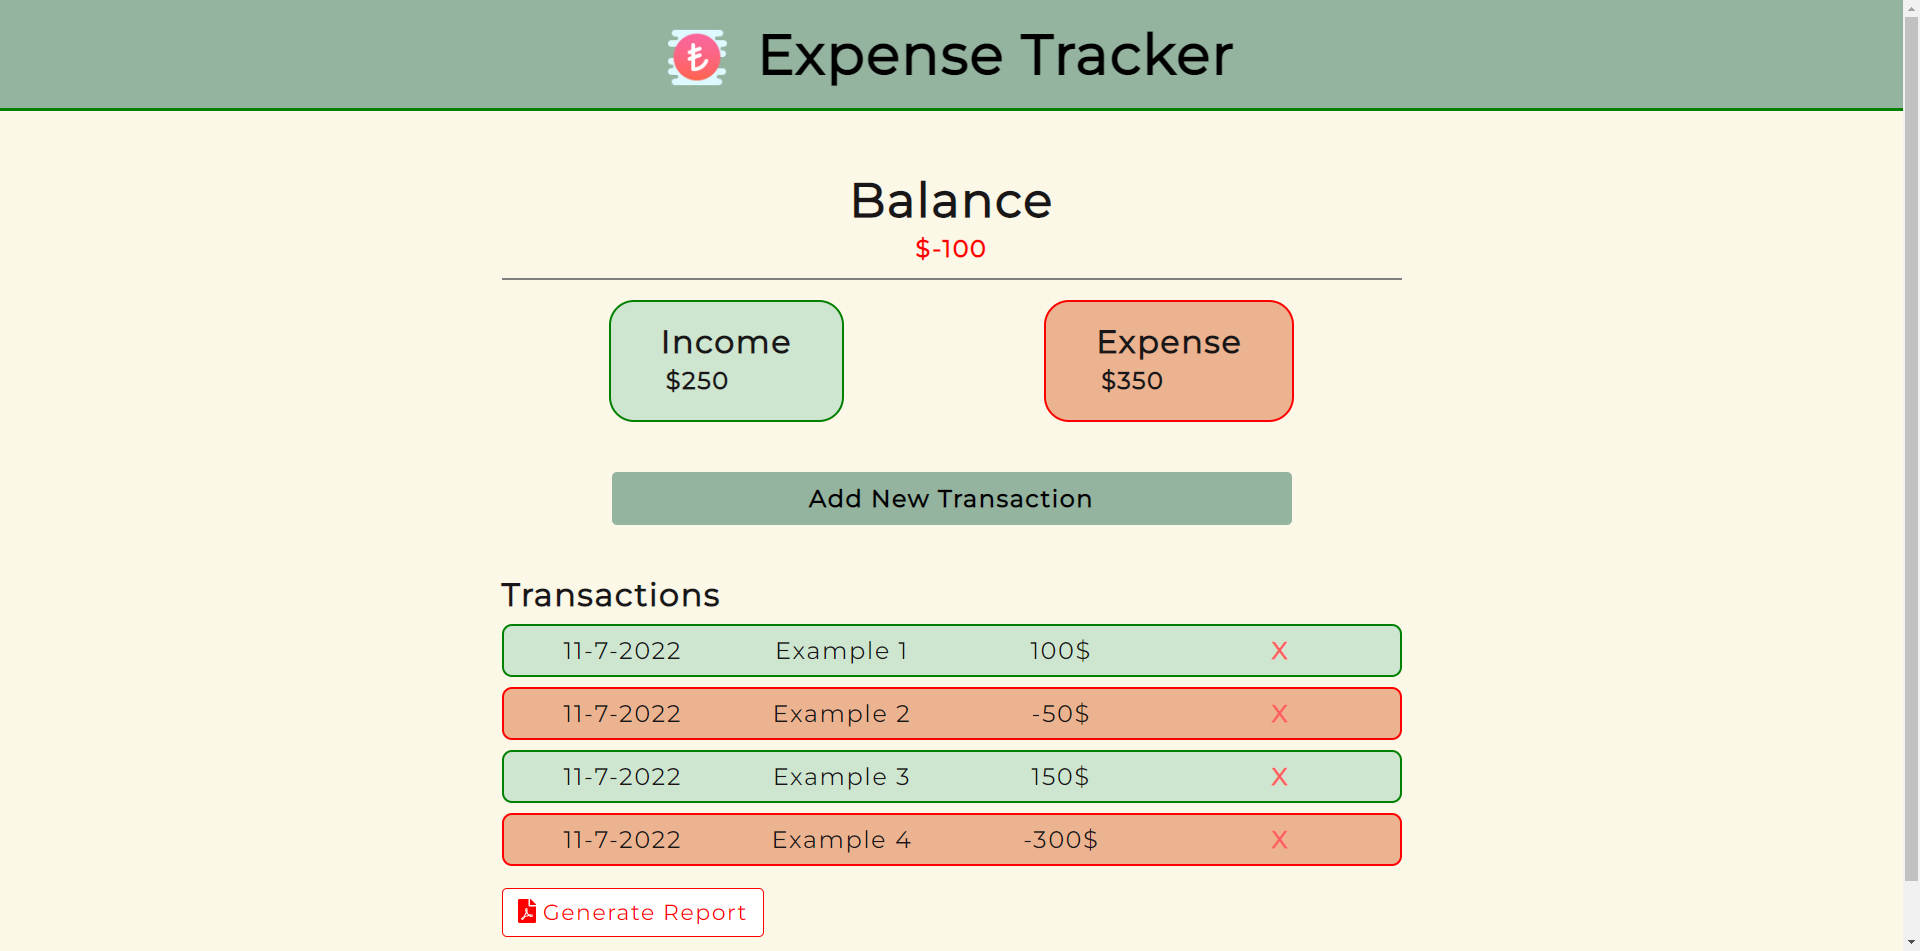 Expense Tracker
Balance
$-100
Income
$250
Expense
$350
Add New Transaction
Transactions
11-7-2022 Example 1 100$ X
11-7-2022 Example 2 -50$ X
11-7-2022 Example 3 150$ X
11-7-2022 Example 4 -300$ X
Generate Report